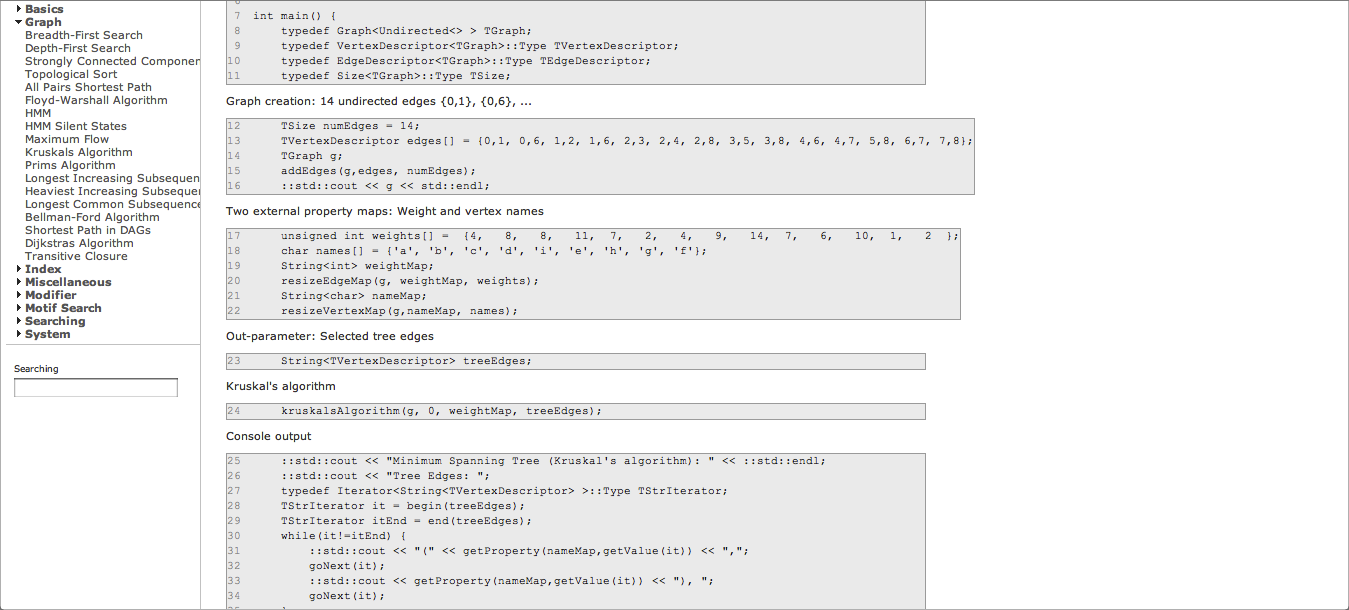 Basics
Graph
Breadth-First Search
Depth-First Search
Strongly Connected Componen
Topological Sort
All Pairs Shortest Path
Floyd-Warshall Algorithm
HMM
HMM Silent States
Maximum Flow
Kruskals Algorithm
Prims Algorithm
Longest Increasing Subsequen
Heaviest Increasing Subseque
Longest Common Subsequence
Bellman-Ford Algorithm
Shortest Path in DAGs
Dijkstras Algorithm
Transitive Closure
Index
Miscellaneous
Modifier
Motif Search
Searching
System
Searching
7 int main() {
8 typedef Graph<Undirected<> > TGraph;
9 typedef VertexDescriptor<TGraph>::Type TVertexDescriptor;
10 typedef EdgeDescriptor<TGraph>::Type TEdgeDescriptor;
11 typedef Size<TGraph>::Type TSize;
Graph creation: 14 undirected edges {0,1}, {0,6}, ...
12 TSize numEdges = 14;
13 TVertexDescriptor edges[] = {0,1, 0,6, 1,2, 1,6, 2,3, 2,4, 2,8, 3,5, 3,8, 4,6, 4,7, 5,8, 6,7, 7,8};
14 TGraph g;
15 addEdges(g,edges, numEdges);
16 ::std::cout << g << std::endl;
Two external property maps: Weight and vertex names
17 unsigned int weights[] = {4, 8, 8, 11, 7, 2, 4, 9, 14, 7, 6, 10, 1, 2 };
18 char names[] = {'a', 'b', 'c', 'd', 'i', 'e', 'h', 'g', 'f'};
19 String<int> weightMap;
20 resizeEdgeMap(g, weightMap, weights);
21 String<char> nameMap;
22 resizeVertexMap(g,nameMap, names);
Out-parameter: Selected tree edges
23 String<TVertexDescriptor> treeEdges;
Kruskal's algorithm
24 kruskalsAlgorithm(g, 0, weightMap, treeEdges);
Console output
25 ::std::cout << "Minimum Spanning Tree (Kruskal's algorithm): " << ::std::endl;
26 ::std::cout << "Tree Edges: ";
27 typedef Iterator<String<TVertexDescriptor> >::Type TStrIterator;
28 TStrIterator it = begin(treeEdges);
29 TStrIterator itEnd = end(treeEdges);
30 while(it!=itEnd) {
31 ::std::cout << "(" << getProperty(nameMap,getValue(it)) << ",";
32 goNext(it);
33 ::std::cout << getProperty(nameMap,getValue(it)) << "), ";
34 goNext(it);